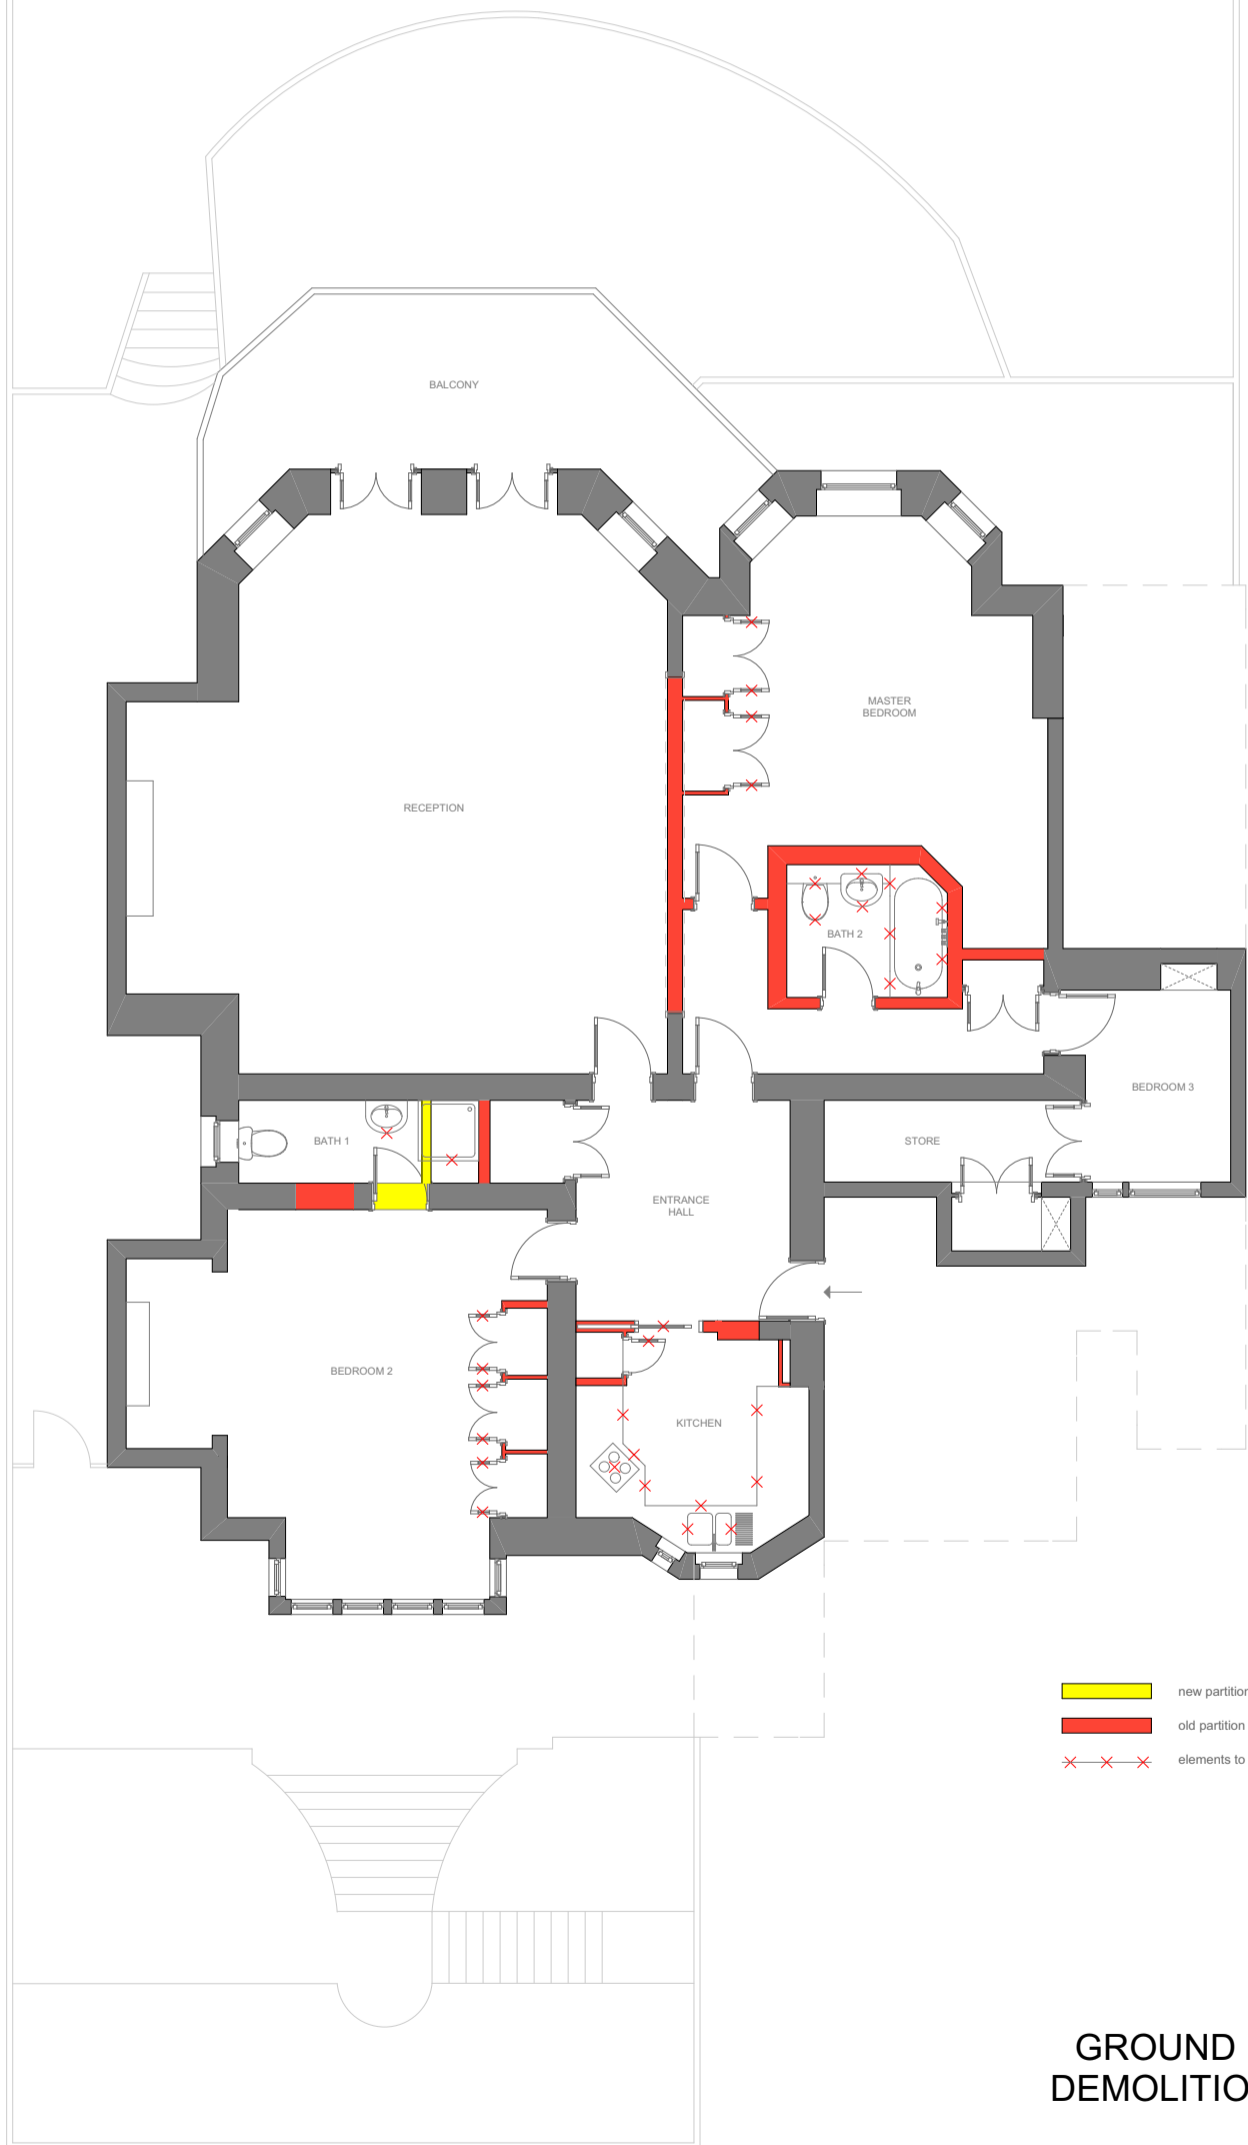 BALCONY
MASTER
BEDROOM
RECEPTION
BATH 2
BEDROOM 3
BATH 1
STORE
ENTRANCE
HALL
BEDROOM 2
KITCHEN
new partition
old partition
elements to
GROUND
DEMOLITIO